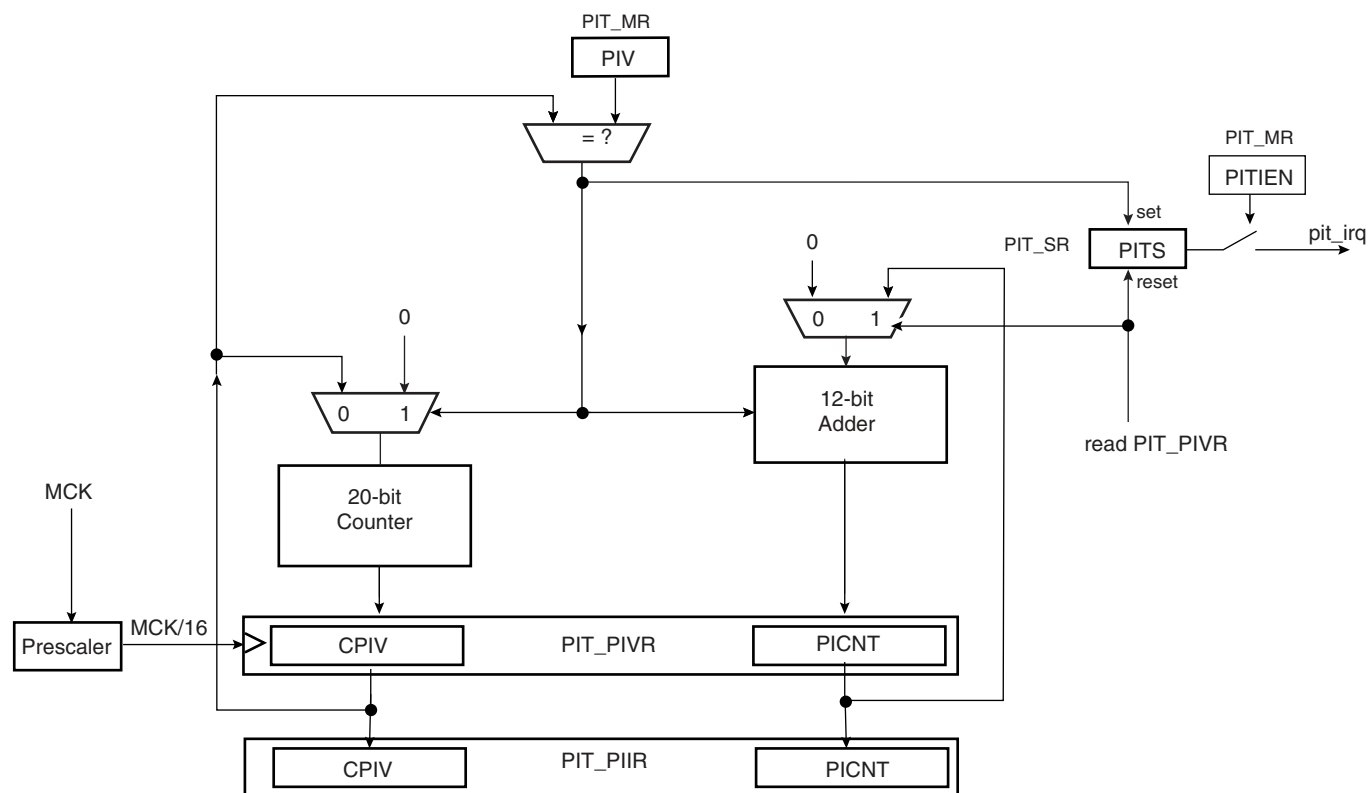 PIT_MR
PIV
= ?
PIT_MR
PITIEN
set
0
PIT_SR
PITS
pit_irq
reset
0
0 1
0 1
12-bit
Adder
read PIT_PIVR
20-bit
Counter
MCK
Prescaler
MCK/16
CPIV
PIT_PIVR
PICNT
CPIV
PIT_PIIR
PICNT